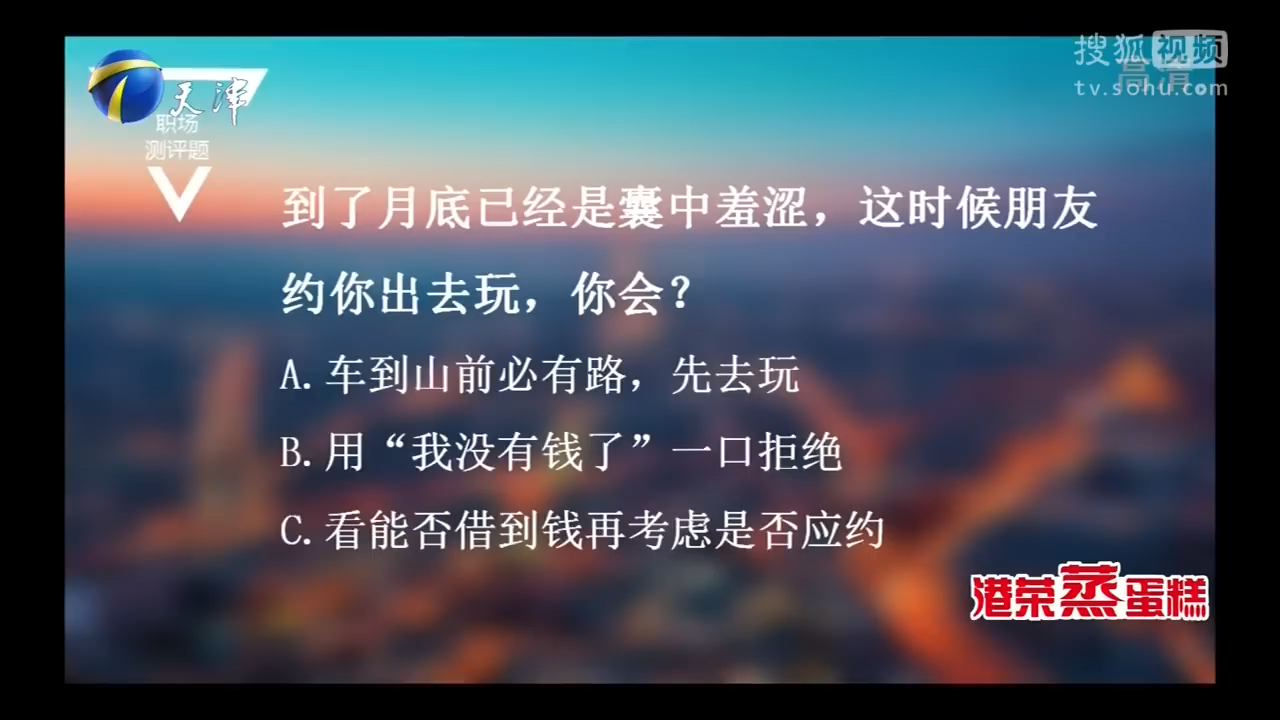 天津
搜狐视频
高清
tv.sohu.com
职场
测评题
到了月底已经是囊中羞涩，这时候朋友
约你出去玩，你会？
A.车到山前必有路，先去玩
B.用“我没有钱了”一口拒绝
C.看能否借到钱再考虑是否应约
港荣蒸蛋糕